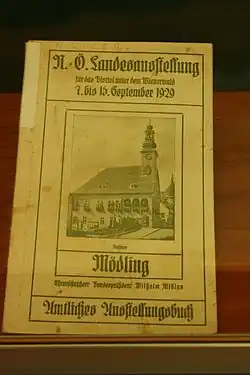 N.-Ö. Landesausstellung
für das Viertel unter dem Wienerwald
7. bis 15. September 1929
Rathaus
Mödling
Ehrenschutzherr Bundespräsident Wilhelm Miklas
Amtliches Ausstellungsbuch